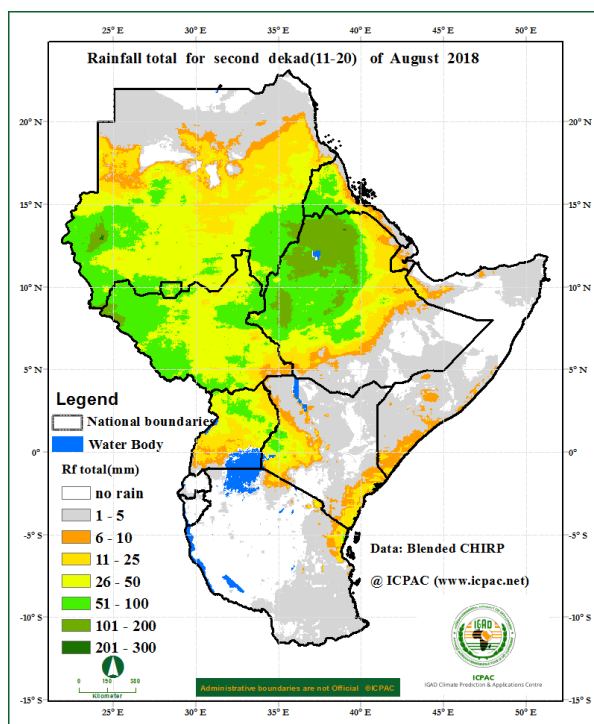 Rainfall total for second dekad(11-20) of August 2018
25° E 30° E 35° E 40° E 45° E 50° E
20° N 20° N
15° N 15° N
10° N 10° N
5° N 5° N
Legend
National boundaries
Water Body
0° 0°
Rf total(mm)
no rain
1 - 5
6 - 10
11 - 25
26 - 50
51 - 100
101 - 200
201 - 300
-5° S -5° S
-10° S -10° S
-15° S -15° S
Data: Blended CHIRP
@ ICPAC (www.icpac.net)
IGAD
ICPAC
IGAD Climate Prediction & Applications Centre
0 190 380
Kilometer
Administrative boundaries are not Official ©ICPAC
25° E 30° E 35° E 40° E 45° E 50° E